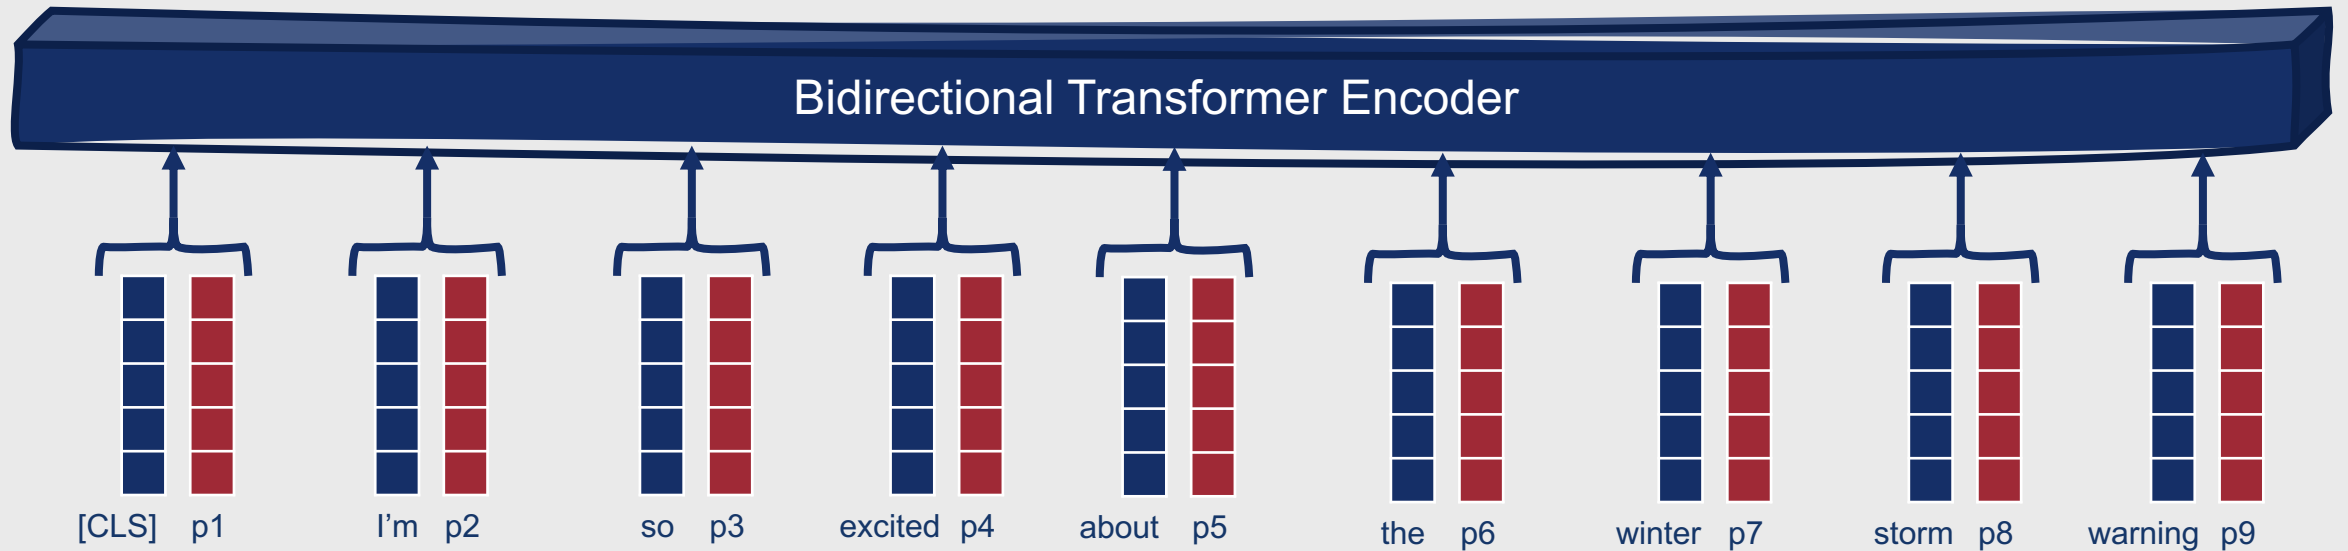 Bidirectional Transformer Encoder
[CLS] p1 I’m p2 so p3 excited p4 about p5 the p6 winter p7 storm p8 warning p9